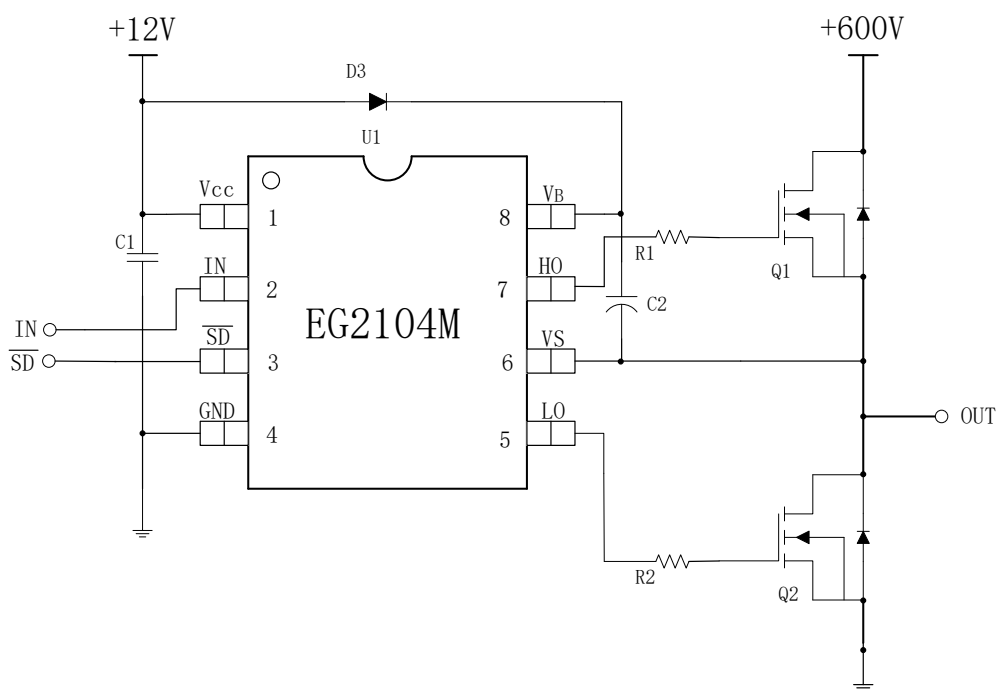 +12V
+600V
D3
U1
Vcc
1
8
VB
C1
R1
Q1
IN
2
7
HO
C2
EG2104M
IN
SD
SD
3
6
VS
GND
4
5
LO
OUT
R2
Q2